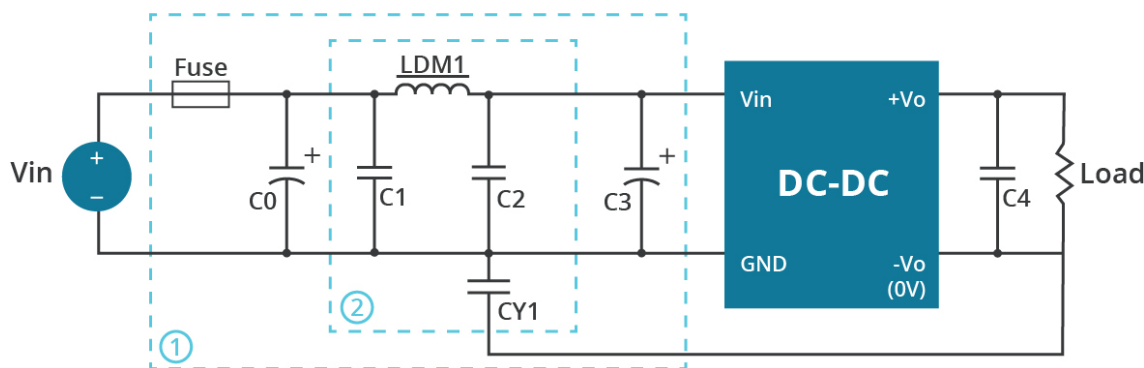 Fuse
LDM1
Vin
+
−
C0
+
C1
C2
C3
+
CY1
1
2
Vin
+Vo
DC-DC
GND
-Vo
(0V)
C4
Load